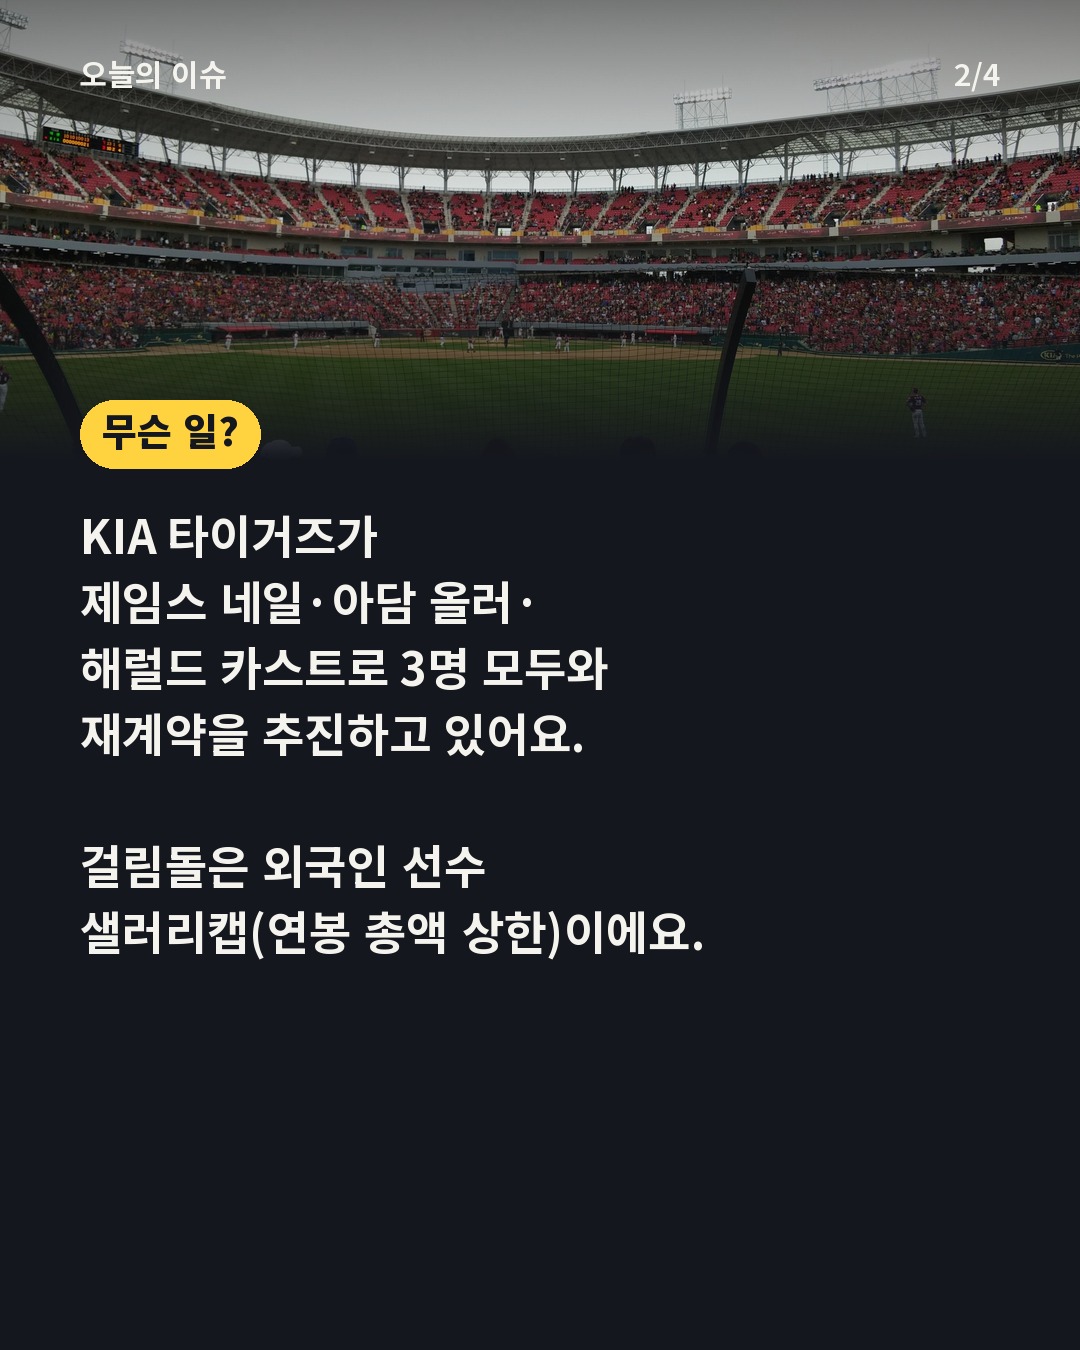 오늘의 이슈
2/4
무슨 일?
KIA 타이거즈가
제임스 네일·아담 올러·
해럴드 카스트로 3명 모두와
재계약을 추진하고 있어요.
걸림돌은 외국인 선수
샐러리캡(연봉 총액 상한)이에요.